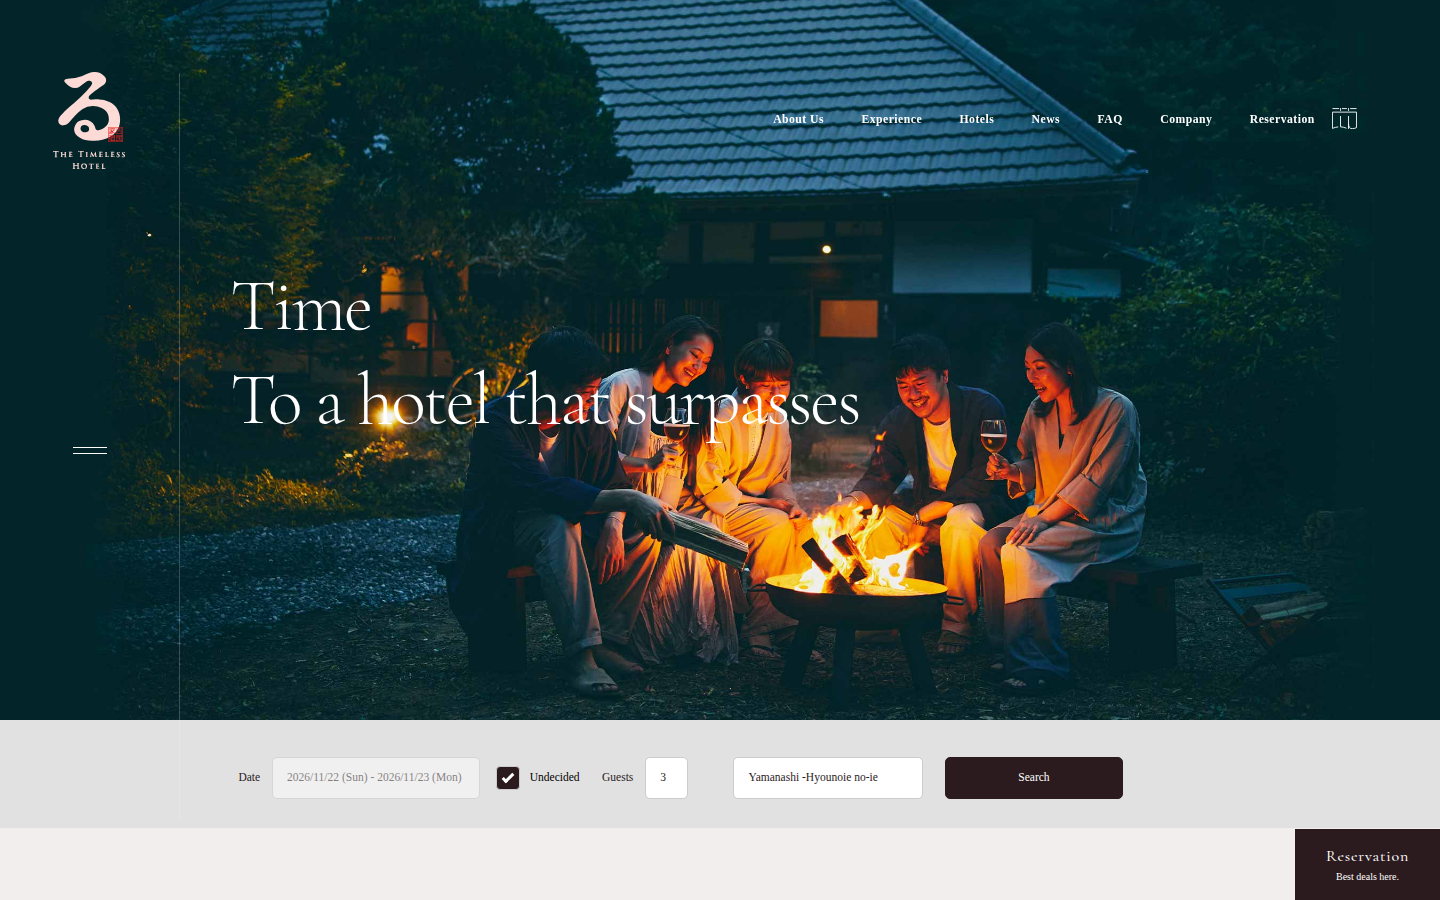 る
THE TIMELESS
HOTEL
About Us
Experience
Hotels
News
FAQ
Company
Reservation
Time
To a hotel that surpasses
Date
2026/11/22 (Sun) - 2026/11/23 (Mon)
Undecided
Guests
3
Yamanashi -Hyounoie no-ie
Search
Reservation
Best deals here.